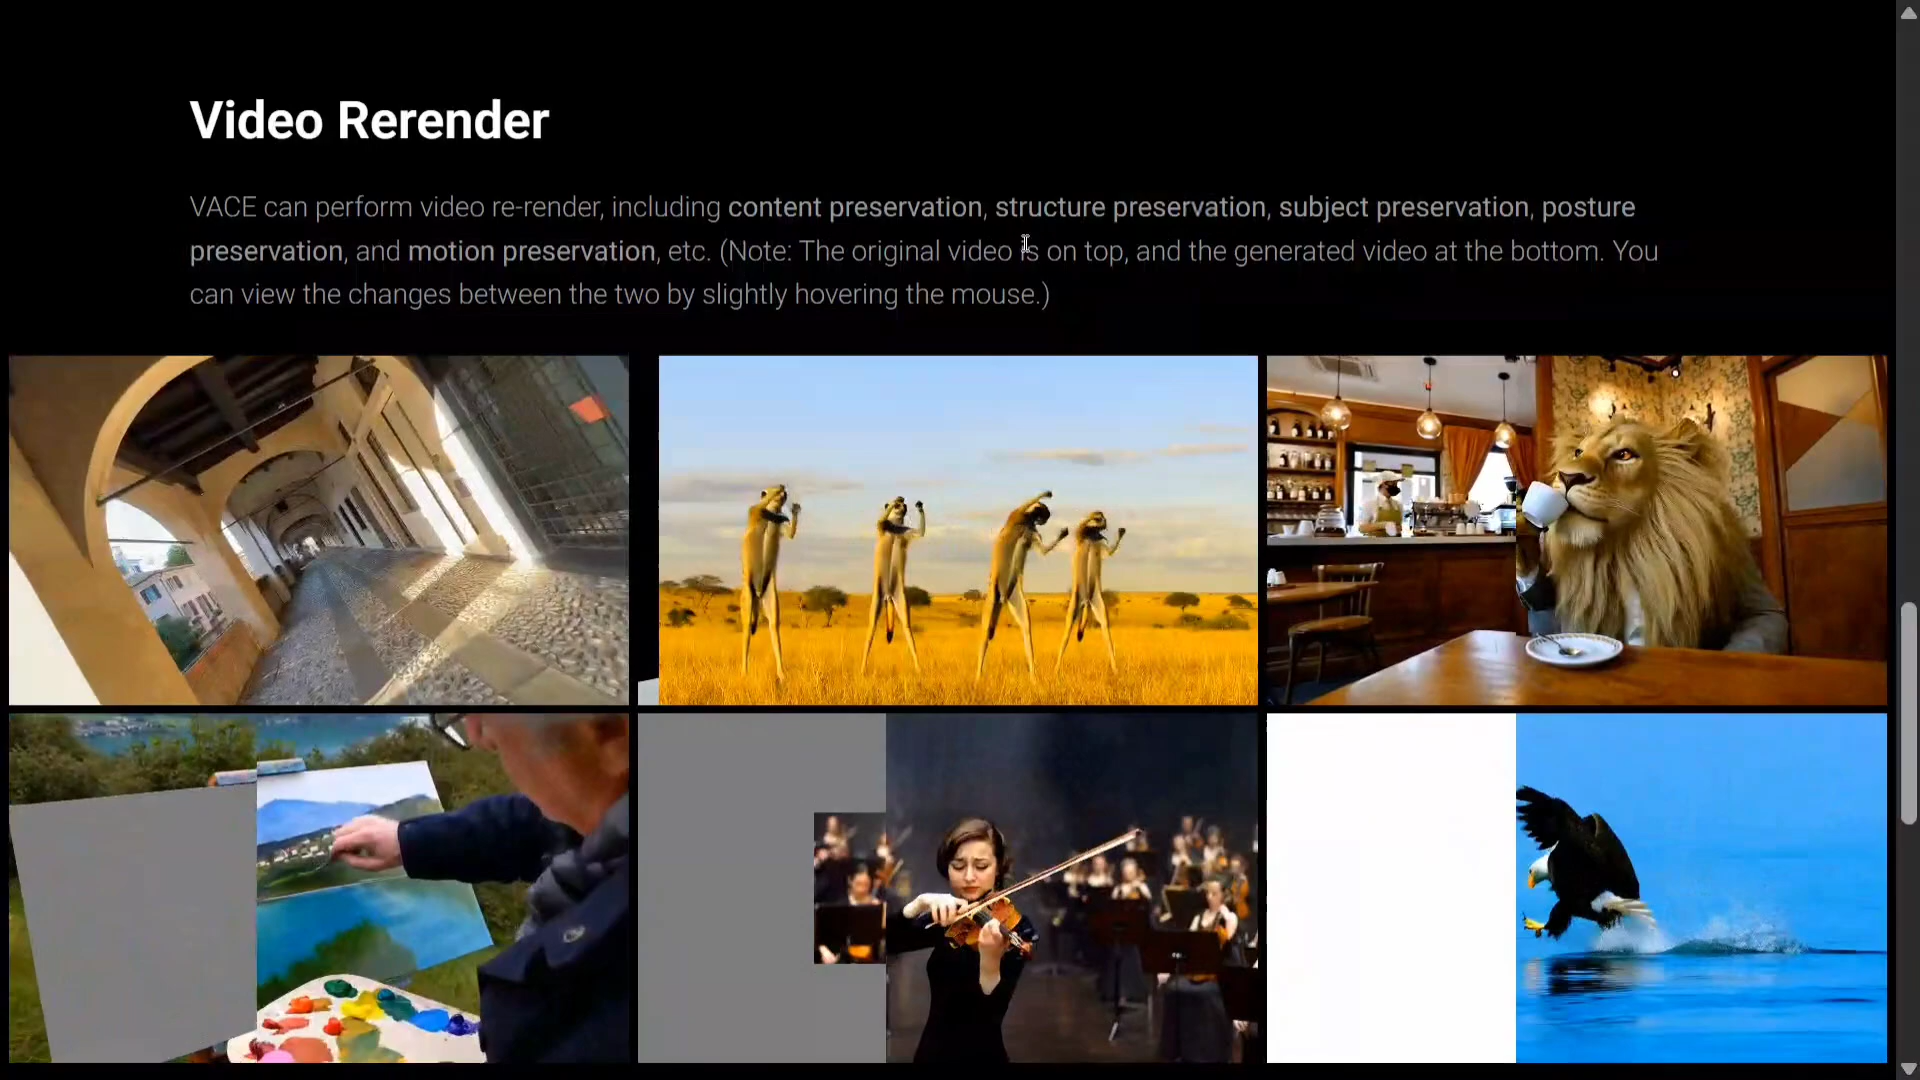 Video Rerender
VACE can perform video re-render, including content preservation, structure preservation, subject preservation, posture
preservation, and motion preservation, etc. (Note: The original video is on top, and the generated video at the bottom. You
can view the changes between the two by slightly hovering the mouse.)